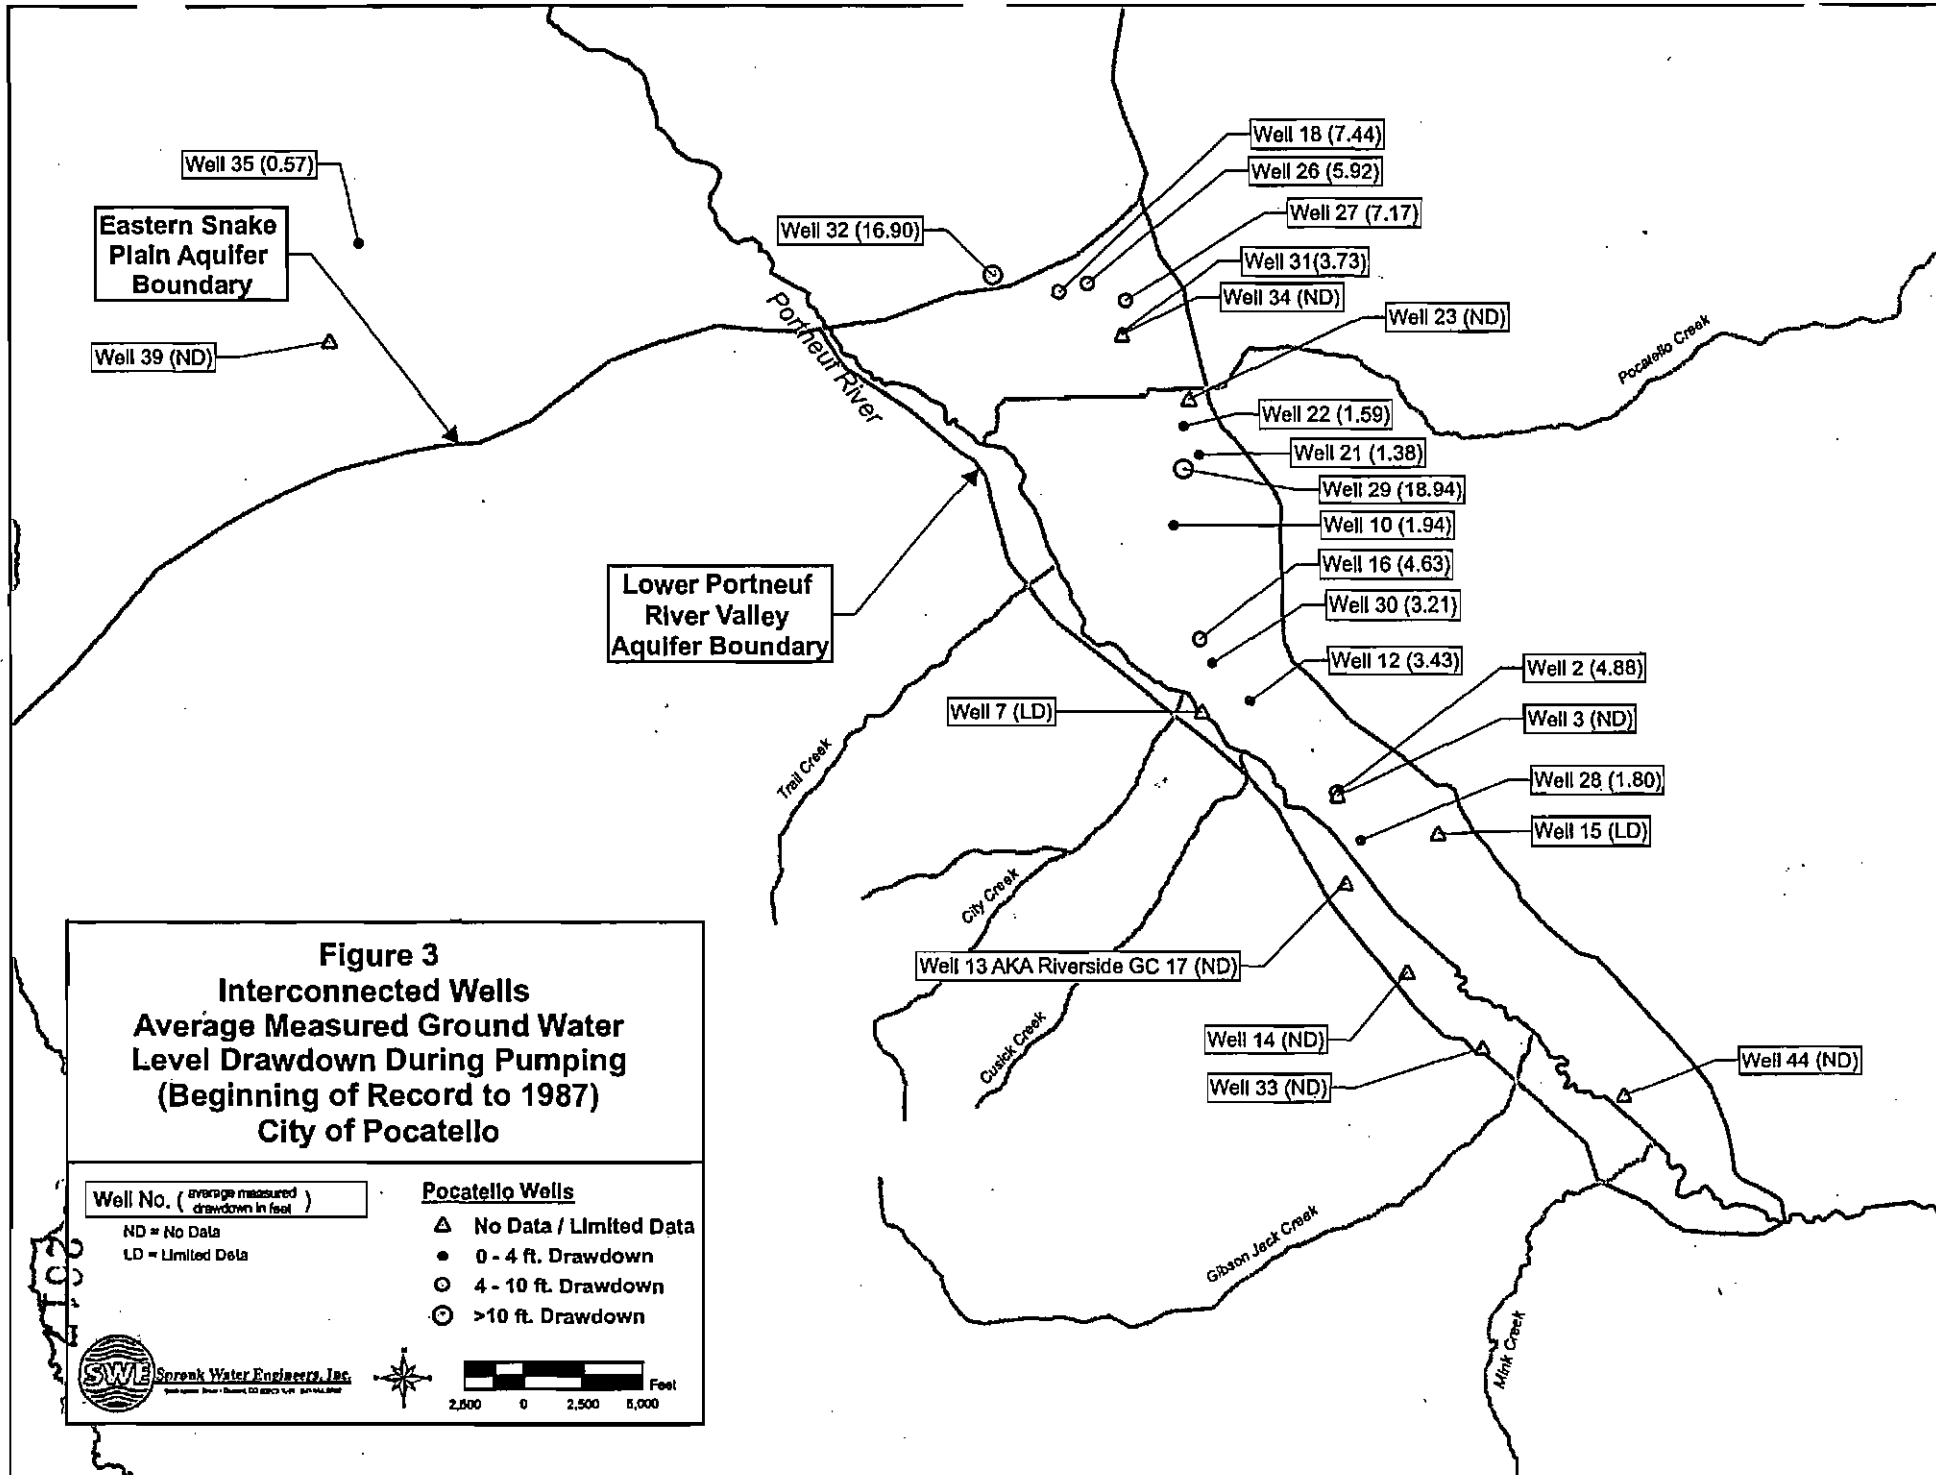 Well 18 (7.44)
Well 26 (5.92)
Well 35 (0.57)
Well 27 (7.17)
Eastern Snake
Plain Aquifer
Boundary
Well 32 (16.90)
Well 31(3.73)
Well 34 (ND)
Well 23 (ND)
Portneuf River
Well 39 (ND)
Pocatello Creek
Well 22 (1.59)
Well 21 (1.38)
Well 29 (18.94)
Well 10 (1.94)
Well 16 (4.63)
Lower Portneuf
River Valley
Aquifer Boundary
Well 30 (3.21)
Well 12 (3.43)
Well 2 (4.88)
Well 7 (LD)
Well 3 (ND)
Trail Creek
Well 28 (1.80)
Well 15 (LD)
City Creek
Well 13 AKA Riverside GC 17 (ND)
Cusick Creek
Well 14 (ND)
Well 33 (ND)
Well 44 (ND)
Gibson Jack Creek
Mink Creek
Figure 3
Interconnected Wells
Average Measured Ground Water
Level Drawdown During Pumping
(Beginning of Record to 1987)
City of Pocatello
Well No. ( average measured
drawdown in feet )
ND = No Data
LD = Limited Data
Pocatello Wells
No Data / Limited Data
0 - 4 ft. Drawdown
4 - 10 ft. Drawdown
>10 ft. Drawdown
SWE
Spronk Water Engineers, Inc.
N
Feet
2,500 0 2,500 5,000